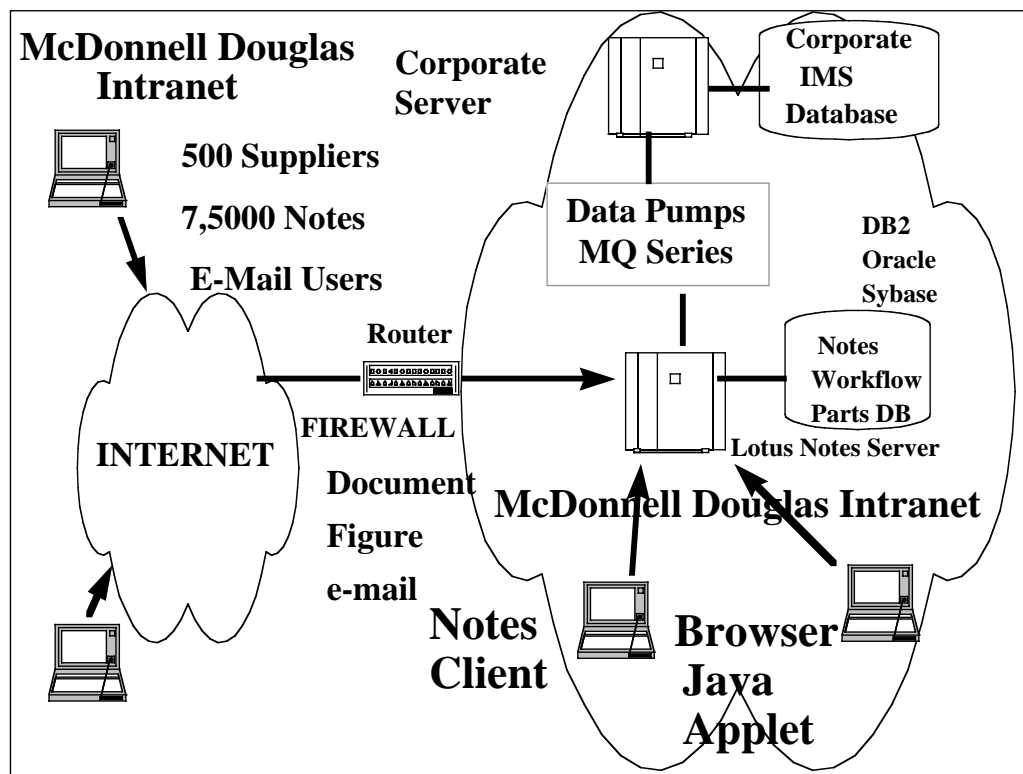 McDonnell Douglas
Intranet
500 Suppliers
7,5000 Notes
E-Mail Users
Corporate
Server
Corporate
IMS
Database
Data Pumps
MQ Series
DB2
Oracle
Sybase
Router
FIREWALL
INTERNET
Document
Figure
e-mail
Notes
Workflow
Parts DB
Lotus Notes Server
McDonnell Douglas Intranet
Notes
Client
Browser
Java
Applet